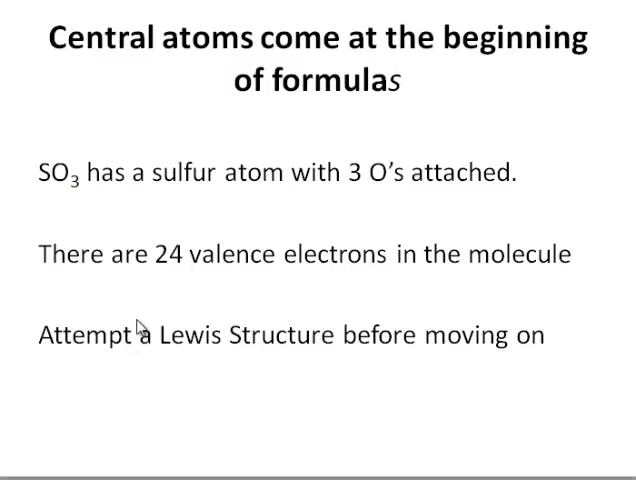 Central atoms come at the beginning
of formulas
SO₃ has a sulfur atom with 3 O’s attached.
There are 24 valence electrons in the molecule
Attempt a Lewis Structure before moving on